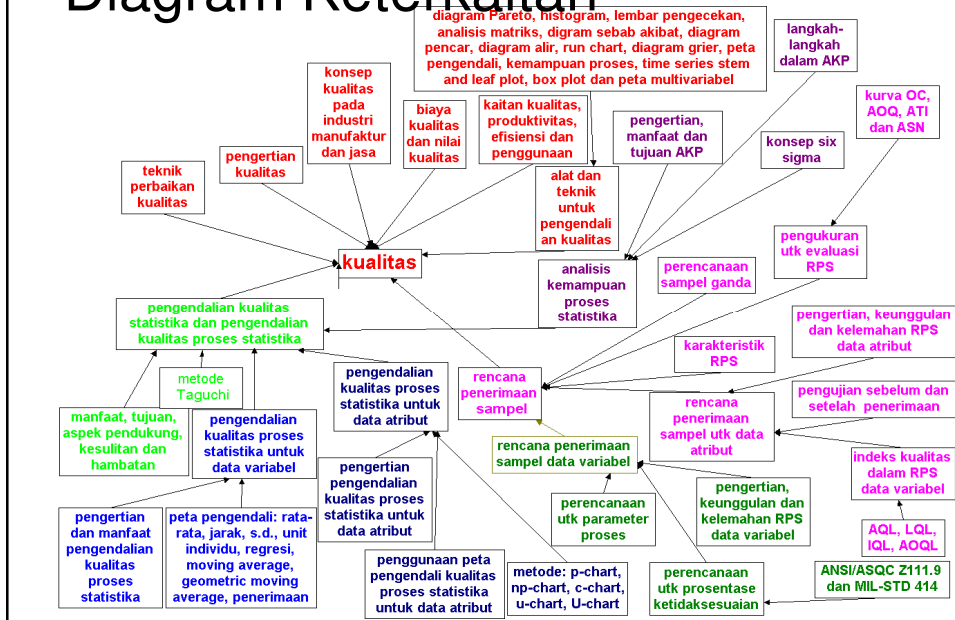 Diagram Keterkaitan
diagram Pareto, histogram, lembar pengecekan,
analisis matriks, digram sebab akibat, diagram
pencar, diagram alir, run chart, diagram grier, peta
pengendali, kemampuan proses, time series stem
and leaf plot, box plot dan peta multivariabel
langkah-
langkah
dalam AKP
konsep
kualitas
pada
industri
manufaktur
dan jasa
biaya
kualitas
dan nilai
kualitas
kaitan kualitas,
produktivitas,
efisiensi dan
penggunaan
pengertian,
manfaat dan
tujuan AKP
kurva OC,
AOQ, ATI
dan ASN
konsep six
sigma
pengertian
kualitas
teknik
perbaikan
kualitas
alat dan
teknik
untuk
pengendali
an kualitas
pengukuran
utk evaluasi
RPS
kualitas
analisis
kemampuan
proses
statistika
perencanaan
sampel ganda
pengendalian kualitas
statistika dan pengendalian
kualitas proses statistika
pengertian, keunggulan
dan kelemahan RPS
data atribut
karakteristik
RPS
metode
Taguchi
pengendalian
kualitas proses
statistika untuk
data atribut
rencana
penerimaan
sampel
rencana
penerimaan
sampel utk data
atribut
pengujian sebelum dan
setelah penerimaan
manfaat, tujuan,
aspek pendukung,
kesulitan dan
hambatan
pengendalian
kualitas proses
statistika untuk
data variabel
rencana penerimaan
sampel data variabel
indeks kualitas
dalam RPS
data variabel
pengertian
pengendalian
kualitas proses
statistika untuk
data atribut
perencanaan
utk parameter
proses
pengertian,
keunggulan dan
kelemahan RPS
data variabel
AQL, LQL,
IQL, AOQL
pengertian
dan manfaat
pengendalian
kualitas
proses
statistika
peta pengendali: rata-
rata, jarak, s.d., unit
individu, regresi,
moving average,
geometric moving
average, penerimaan
penggunaan peta
pengendali kualitas
proses statistika
untuk data atribut
metode: p-chart,
np-chart, c-chart,
u-chart, U-chart
perencanaan
utk prosentase
ketidaksesuaian
ANSI/ASQC Z111.9
dan MIL-STD 414